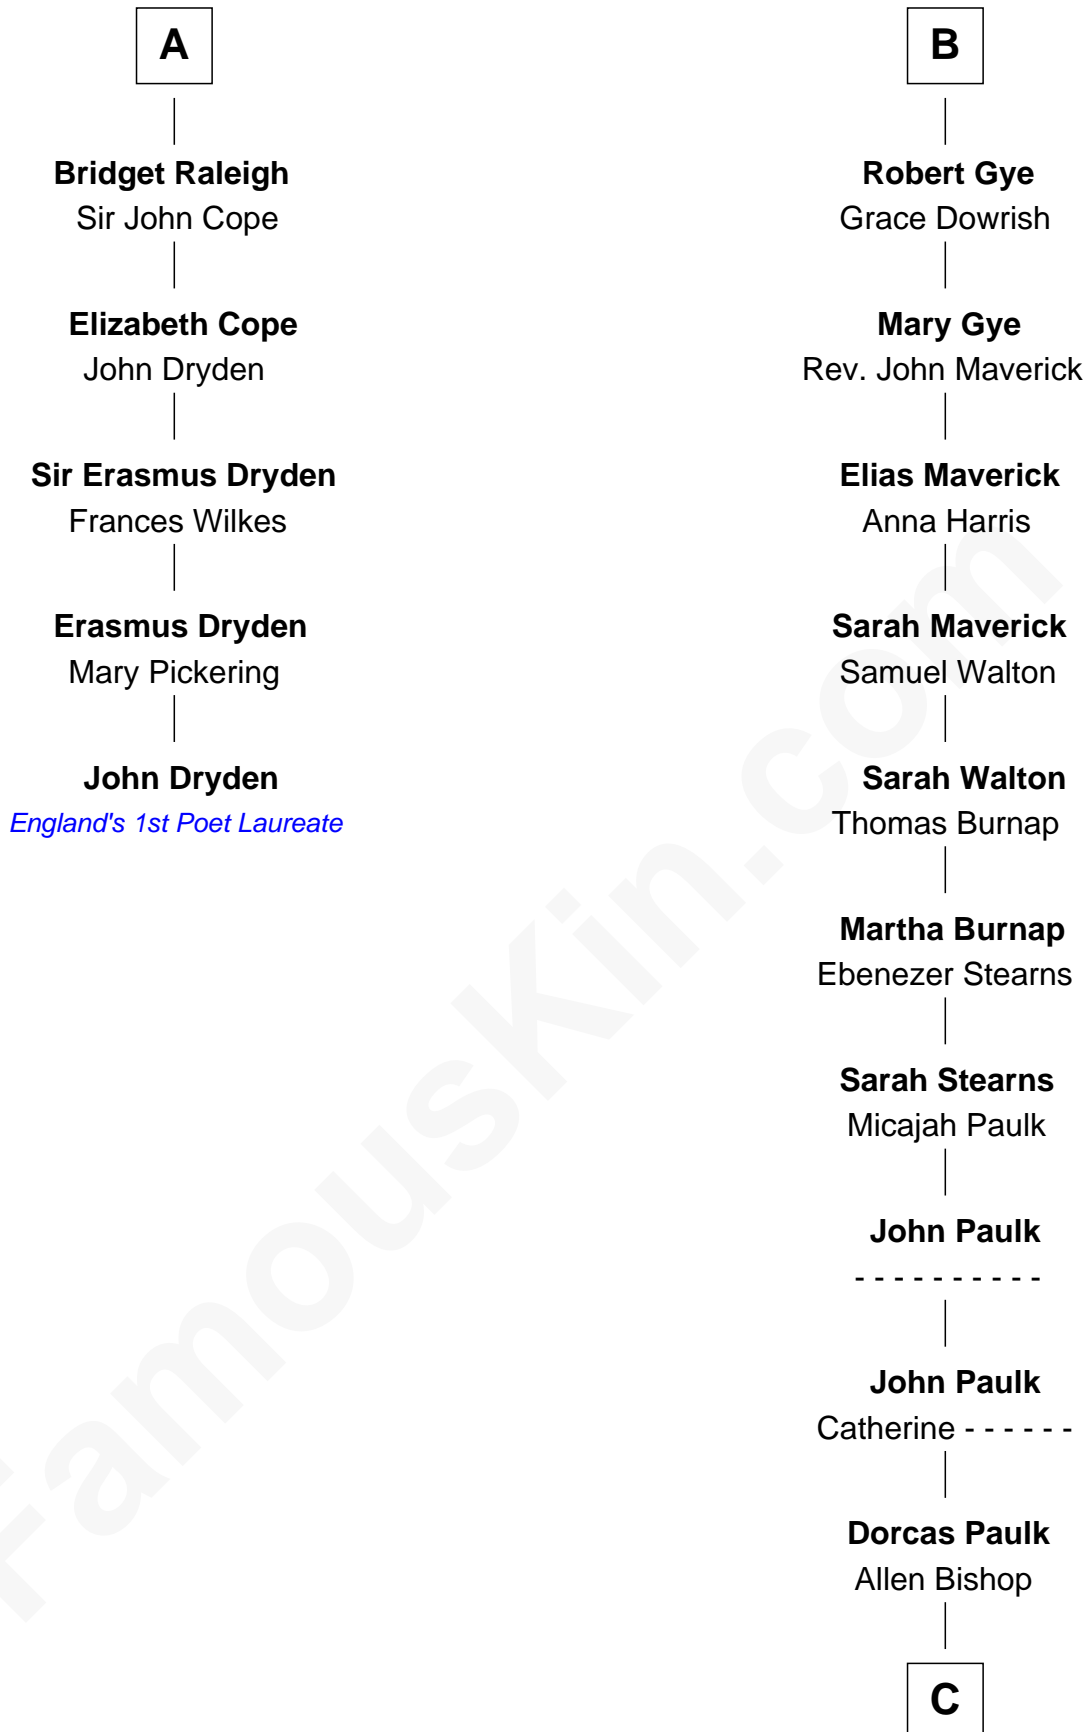 A
Bridget Raleigh
Sir John Cope
Elizabeth Cope
John Dryden
Sir Erasmus Dryden
Frances Wilkes
Erasmus Dryden
Mary Pickering
John Dryden
England's 1st Poet Laureate
B
Robert Gye
Grace Dowrish
Mary Gye
Rev. John Maverick
Elias Maverick
Anna Harris
Sarah Maverick
Samuel Walton
Sarah Walton
Thomas Burnap
Martha Burnap
Ebenezer Stearns
Sarah Stearns
Micajah Paulk
John Paulk
- - - - - - - - - -
John Paulk
Catherine - - - - - -
Dorcas Paulk
Allen Bishop
C
FamousKin.com